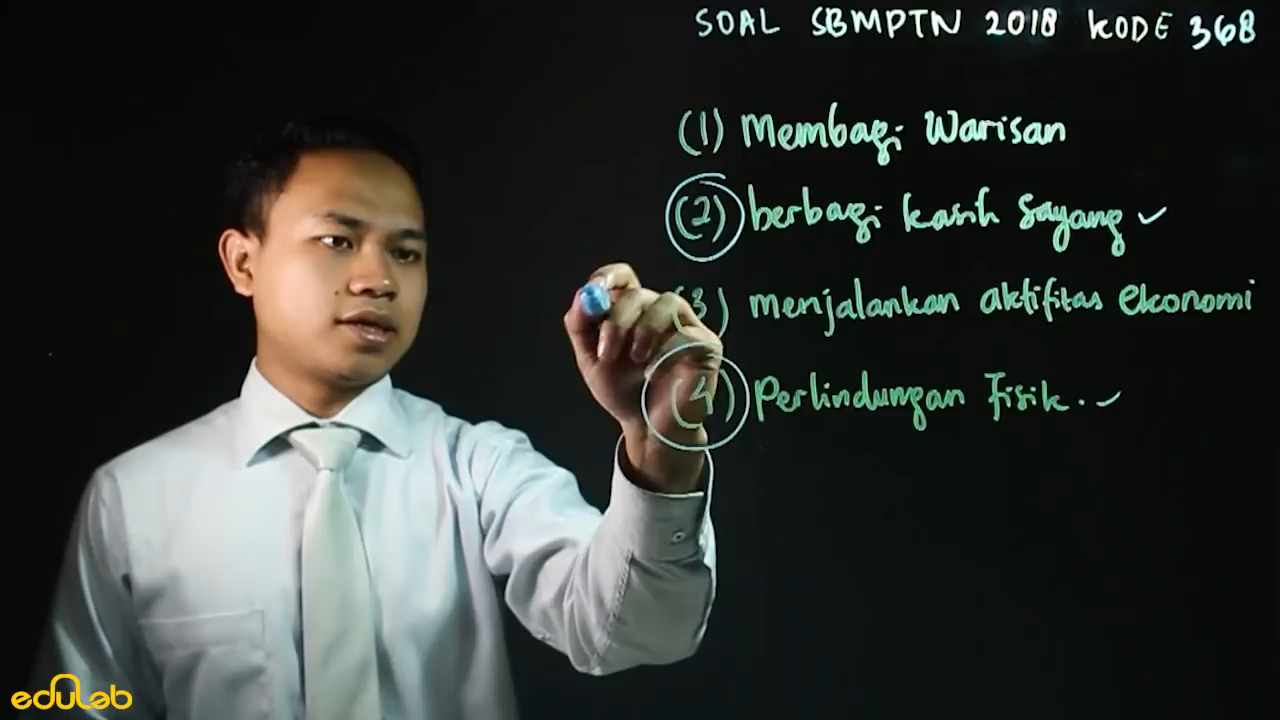 SOAL SBMPTN 2018 KODE 368
(1) Membagi Warisan
(2) berbagi kasih sayang ✓
(3) menjalankan aktifitas ekonomi
(4) Perlindungan fisik. ✓
edulab